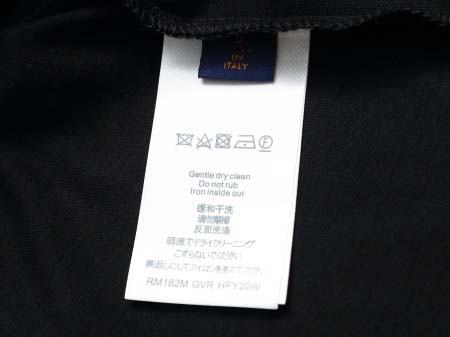 IN
ITALY
Gentle dry clean
Do not rub
Iron inside out
缓和干洗
请勿摩擦
反面洗涤
弱流でドライクリーニング
こすらないでください
裏返しにしてアイロンをあててください
RM182M GVR HFY20W